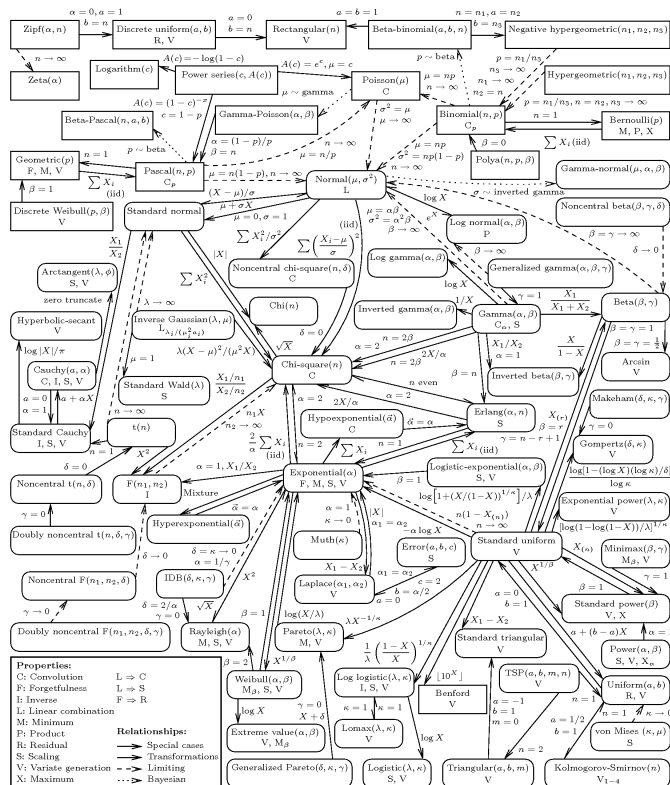 Zipf(α, n)
α = 0, a = 1
b = n
Discrete uniform(a, b)
R, V
a = 0
b = n
Rectangular(n)
V
a = b = 1
Beta-binomial(a, b, n)
n = n₁, a = n₂
b = n₃
Negative hypergeometric(n₁, n₂, n₃)
n → ∞
Zeta(α)
A(c) = −log(1 − c)
Logarithm(c)
Power series(c, A(c))
A(c) = eᶜ, μ = c
Poisson(μ)
C
μ = np
n → ∞
p ∼ beta
p = n₁/n₃
n₃ → ∞
n₁ → ∞
n₂ = n
Hypergeometric(n₁, n₂, n₃)
p = n₁/n₃, n = n₂, n₃ → ∞
Beta-Pascal(n, a, b)
A(c) = (1 − c)⁻ˣ
c = 1 − p
μ ∼ gamma
Gamma-Poisson(α, β)
σ² = μ
μ → ∞
Binomial(n, p)
Cₚ
n = 1
∑ Xᵢ (iid)
Bernoulli(p)
M, P, X
p ∼ beta
α = (1 − p)/p
β = n
μ = n/p
n → ∞
μ = np
σ² = np(1 − p)
n → ∞
β = 0
Polya(n, p, β)
Geometric(p)
F, M, V
n = 1
∑ Xᵢ
(iid)
Pascal(n, p)
Cₚ
μ = n(1 − p), n → ∞
Normal(μ, σ²)
L
Gamma-normal(μ, α, β)
σ ∼ inverted gamma
β = 1
Discrete Weibull(p, β)
V
Standard normal
(X − μ)/σ
μ + σX
μ = 0, σ = 1
(iid)
μ = αβ
σ² = α²β
β → ∞
log X
eˣ
Log normal(α, β)
P
Noncentral beta(β, γ, δ)
β = γ → ∞
δ → 0
X₁/X₂
|X|
∑ Xᵢ²
∑ Xᵢ²/σ²
∑ ((Xᵢ−μ)/σ)²
Noncentral chi-square(n, δ)
C
Log gamma(α, β)
log X
β → ∞
Generalized gamma(α, β, γ)
Arctangent(λ, φ)
S, V
zero truncate
λ → ∞
Chi(n)
δ = 0
Inverted gamma(α, β)
1/X
Gamma(α, β)
Cα, S
γ = 1
X₁/(X₁ + X₂)
Beta(β, γ)
Hyperbolic-secant
V
Inverse Gaussian(λ, μ)
√X
λ(X − μ)²/(μ²X)
Chi-square(n)
C
α = 2
n = 2β
n = 2β
2X/α
X₁/X₂
α = 1
X/(1 − X)
β = γ = 1
Arcsin
V
log |X|/π
Cauchy(a, α)
C, I, S, V
μ = 1
Standard Wald(λ)
S
X₁/n₁
X₂/n₂
n even
α = 2
β = n
Inverted beta(β, γ)
a = 0
α = 1
a + αX
Standard Cauchy
I, S, V
n = 1
n → ∞
t(n)
X²
n₁X
n₂ → ∞
2X/α
α = 2
n = 2
2/α ∑ Xᵢ (iid)
Hypoexponential(α⃗)
C
α⃗ = α
Erlang(α, n)
S
X₍ᵣ₎
β = r
γ = n − r + 1
Makeham(δ, κ, γ)
γ = 0
Gompertz(δ, κ)
V
Noncentral t(n, δ)
δ = 0
F(n₁, n₂)
I
α = 1, X₁/X₂
Mixture
Exponential(α)
F, M, S, V
∑ Xᵢ
n = 1
∑ Xᵢ
(iid)
β = 1
Logistic-exponential(α, β)
S, V
log[1−(log X)(log κ)/δ]
log κ
γ = 0
Doubly noncentral t(n, δ, γ)
α⃗ = α
Hyperexponential(α⃗)
α = 1
κ → 0
|X|
α₁ = α₂
log[1+(X/(1−X))^1/κ]/λ
n(1 − X₍ₙ₎)
n → ∞
Exponential power(λ, κ)
V
[log(1−log(1−X))/λ]^1/κ
δ → 0
Noncentral F(n₁, n₂, δ)
δ = κ → 0
α = 1/γ
IDB(δ, κ, γ)
X²
Muth(κ)
X₁ − X₂
−α log X
Standard uniform
V
Error(a, b, c)
S
X₍ₙ₎
X^1/β
Minimax(β, γ)
Mβ, V
γ → 0
Doubly noncentral F(n₁, n₂, δ, γ)
δ = 2/α
γ = 0
√X
Laplace(α₁, α₂)
V
α₁ = α₂
a = 0
c = 2
b = α/2
β = 1
γ = 1
Standard power(β)
V, X
Rayleigh(α)
M, S, V
β = 1
log(X/λ)
Pareto(λ, κ)
M, V
λX^−1/κ
X₁ − X₂
a = 0
b = 1
a + (b − a)X
α =
Power(α, β)
S, V, Xα
β = 2
X^1/β
Weibull(α, β)
Mβ, S, V
1/λ ((1 − X)/X)^1/κ
Log logistic(λ, κ)
I, S, V
⌊10ˣ⌋
Benford
V
Standard triangular
V
TSP(a, b, m, n)
V
n = 1
Uniform(a, b)
R, V
log X
γ = 0
X + δ
Extreme value(α, β)
V, Mβ
κ = 1
κ = 1
Lomax(λ, κ)
V
log X
a = −1
b = 1
m = 0
n = 2
a = 1/2
b = 1
n = 1
κ → 0
von Mises (κ, μ)
S
Generalized Pareto(δ, κ, γ)
Logistic(λ, κ)
S, V
Triangular(a, b, m)
V
Kolmogorov-Smirnov(n)
V₁₋₄
Properties:
C: Convolution
L ⇒ C
F: Forgetfulness
L ⇒ S
I: Inverse
F ⇒ R
L: Linear combination
M: Minimum
P: Product
R: Residual
S: Scaling
V: Variate generation
X: Maximum
Relationships:
Special cases
Transformations
Limiting
Bayesian